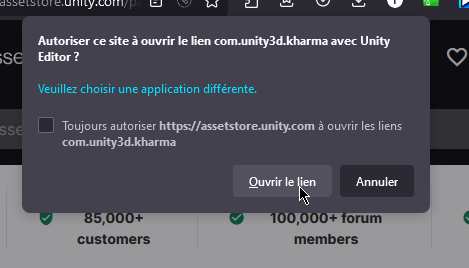 assetstore.unity.com/p
Autoriser ce site à ouvrir le lien com.unity3d.kharma avec Unity
Editor ?
Veuillez choisir une application différente.
Toujours autoriser https://assetstore.unity.com à ouvrir les liens
com.unity3d.kharma
Ouvrir le lien
Annuler
85,000+
customers
100,000+ forum
members